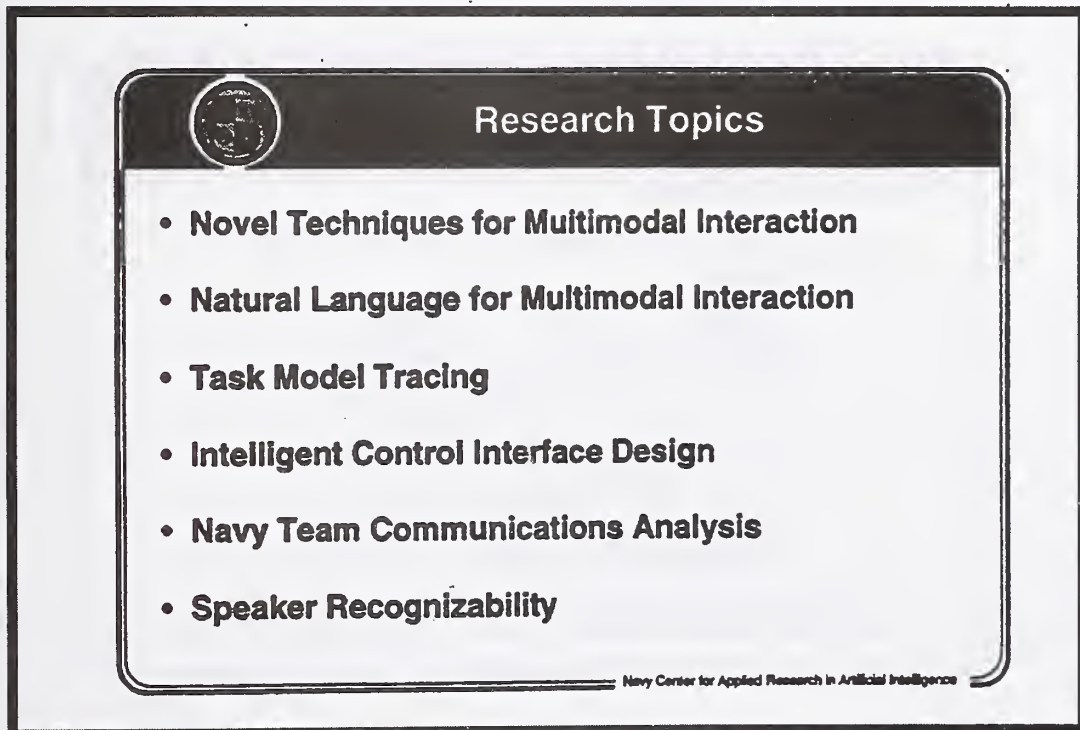 Research Topics
• Novel Techniques for Multimodal Interaction
• Natural Language for Multimodal Interaction
• Task Model Tracing
• Intelligent Control Interface Design
• Navy Team Communications Analysis
• Speaker Recognizability
Navy Center for Applied Research in Artificial Intelligence